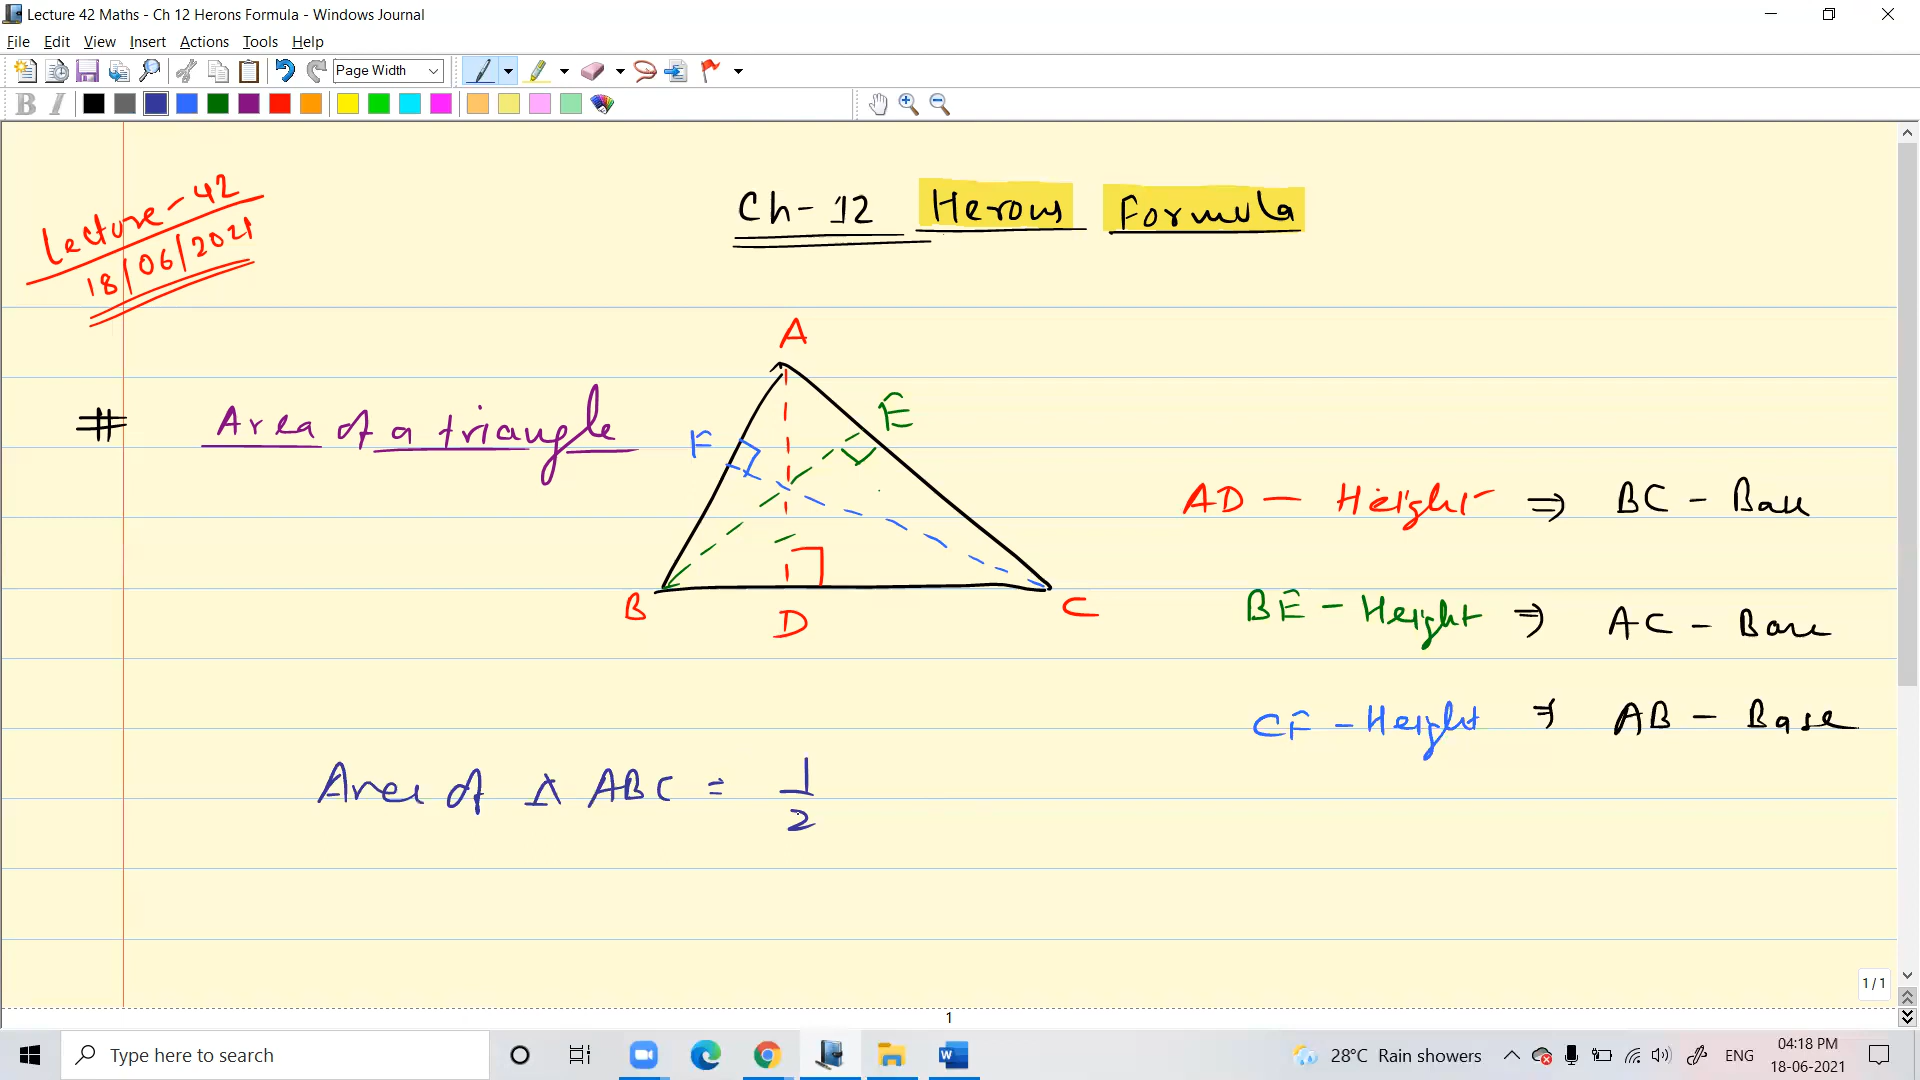 Lecture 42 Maths - Ch 12 Herons Formula - Windows Journal
File Edit View Insert Actions Tools Help
Page Width
B I
Lecture - 42
18/06/2021
Ch - 12 Herons Formula
A
# Area of a triangle
F E
B D C
AD - Height ⇒ BC - Base
BE - Height ⇒ AC - Base
CF - Height ⇒ AB - Base
Area of Δ ABC = 1/2
1 / 1
1
Type here to search
28°C Rain showers
ENG
04:18 PM
18-06-2021